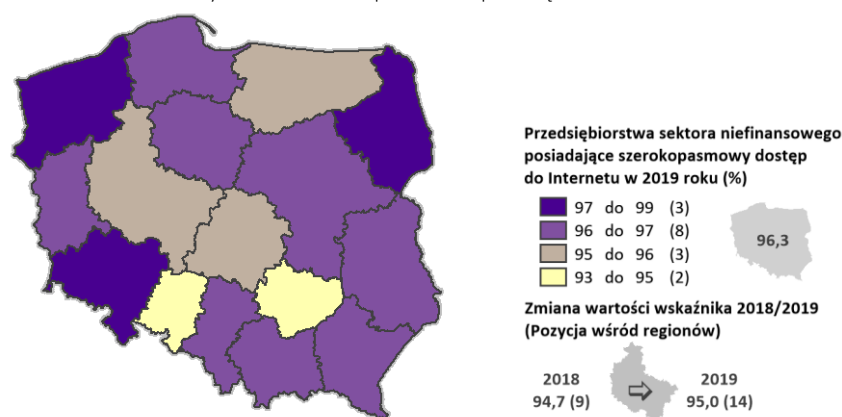 Przedsiębiorstwa sektora niefinansowego
posiadające szerokopasmowy dostęp
do Internetu w 2019 roku (%)
97 do 99 (3)
96 do 97 (8)
95 do 96 (3)
93 do 95 (2)
96,3
Zmiana wartości wskaźnika 2018/2019
(Pozycja wśród regionów)
2018
94,7 (9)
2019
95,0 (14)